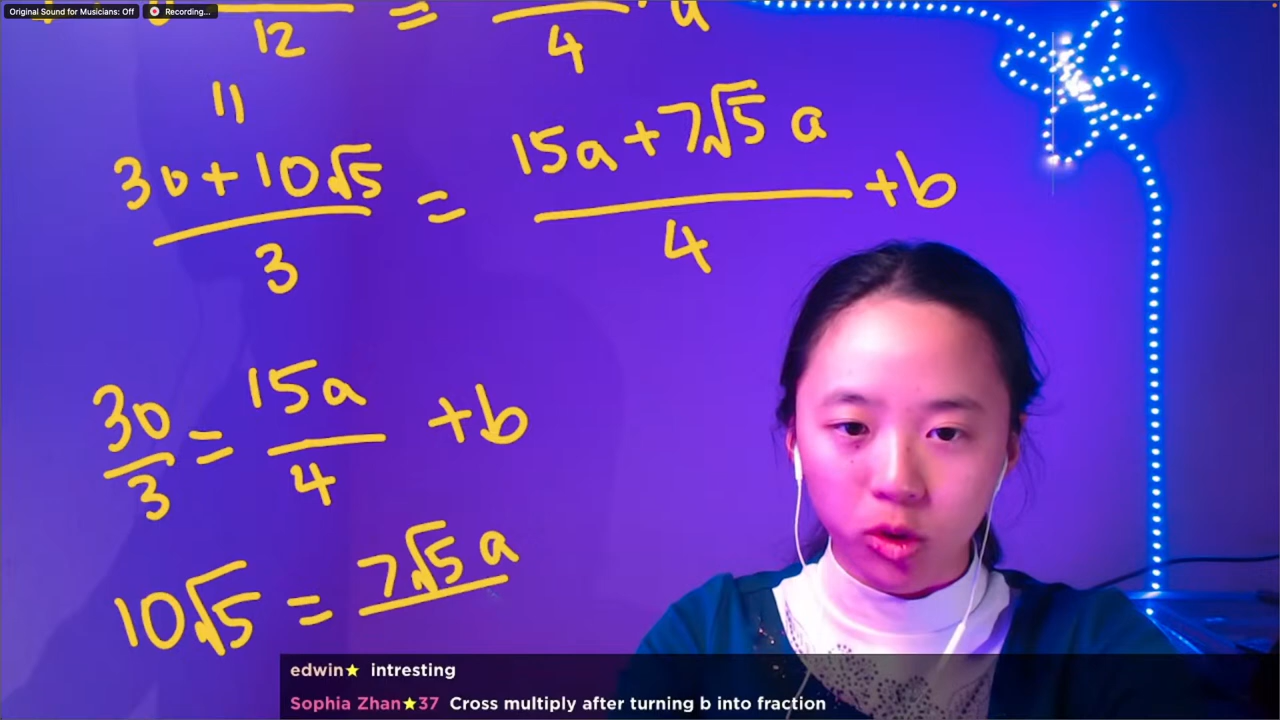 Original Sound for Musicians: Off Recording...
12 = 4
11
30+10√5 / 3 = 15a+7√5 a / 4 +b
30/3 = 15a/4 +b
10√5 = 7√5 a
edwin★ intresting
Sophia Zhan★37 Cross multiply after turning b into fraction